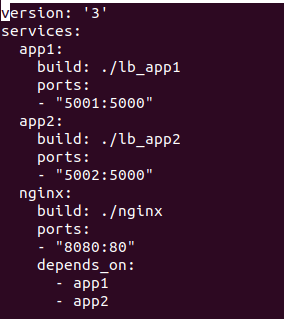 version: '3'
services:
  app1:
    build: ./lb_app1
    ports:
    - "5001:5000"
  app2:
    build: ./lb_app2
    ports:
    - "5002:5000"
  nginx:
    build: ./nginx
    ports:
    - "8080:80"
    depends_on:
      - app1
      - app2